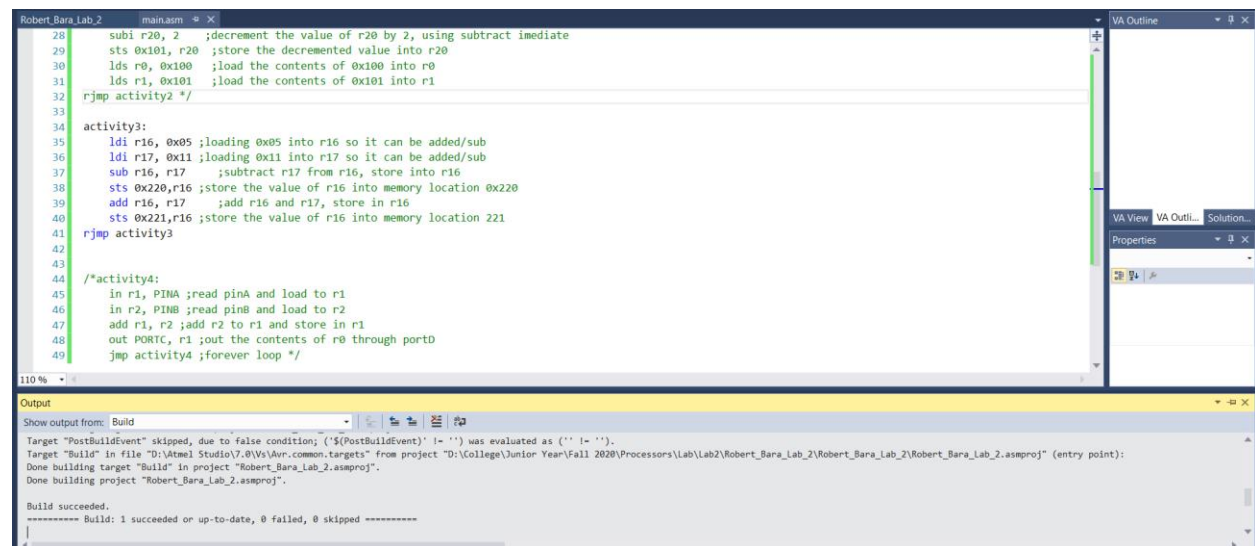 Robert_Bara_Lab_2 main.asm
28 subi r20, 2 ;decrement the value of r20 by 2, using subtract imediate
29 sts 0x101, r20 ;store the decremented value into r20
30 lds r0, 0x100 ;load the contents of 0x100 into r0
31 lds r1, 0x101 ;load the contents of 0x101 into r1
32 rjmp activity2 */
33
34 activity3:
35 ldi r16, 0x05 ;loading 0x05 into r16 so it can be added/sub
36 ldi r17, 0x11 ;loading 0x11 into r17 so it can be added/sub
37 sub r16, r17 ;subtract r17 from r16, store into r16
38 sts 0x220,r16 ;store the value of r16 into memory location 0x220
39 add r16, r17 ;add r16 and r17, store in r16
40 sts 0x221,r16 ;store the value of r16 into memory location 221
41 rjmp activity3
42
43
44 /*activity4:
45 in r1, PINA ;read pinA and load to r1
46 in r2, PINB ;read pinB and load to r2
47 add r1, r2 ;add r2 to r1 and store in r1
48 out PORTC, r1 ;out the contents of r0 through portD
49 jmp activity4 ;forever loop */
110 %
VA Outline
VA View VA Outli... Solution...
Properties
Output
Show output from: Build
Target "PostBuildEvent" skipped, due to false condition; ('$(PostBuildEvent)' != '') was evaluated as ('' != '').
Target "Build" in file "D:\Atmel Studio\7.0\Vs\Avr.common.targets" from project "D:\College\Junior Year\Fall 2020\Processors\Lab\Lab2\Robert_Bara_Lab_2\Robert_Bara_Lab_2\Robert_Bara_Lab_2.asmproj" (entry point):
Done building target "Build" in project "Robert_Bara_Lab_2.asmproj".
Done building project "Robert_Bara_Lab_2.asmproj".
Build succeeded.
========== Build: 1 succeeded or up-to-date, 0 failed, 0 skipped ==========